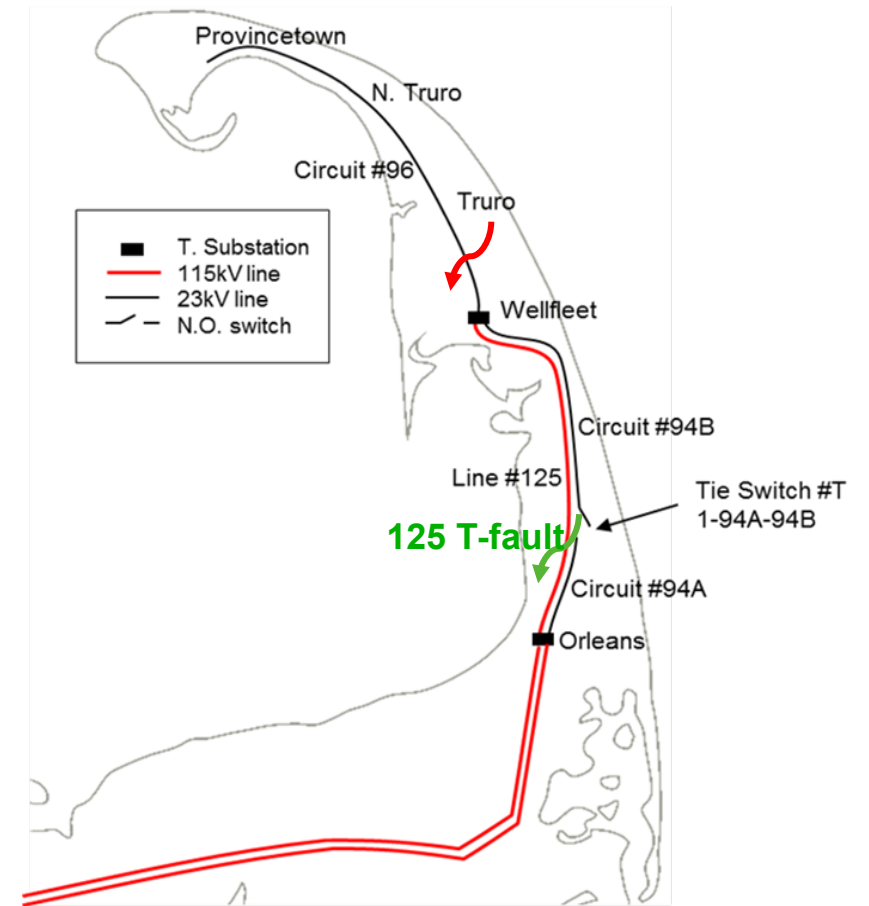 Provincetown
N. Truro
Circuit #96
Truro
T. Substation
115kV line
23kV line
N.O. switch
Wellfleet
Circuit #94B
Line #125
Tie Switch #T
1-94A-94B
125 T-fault
Circuit #94A
Orleans